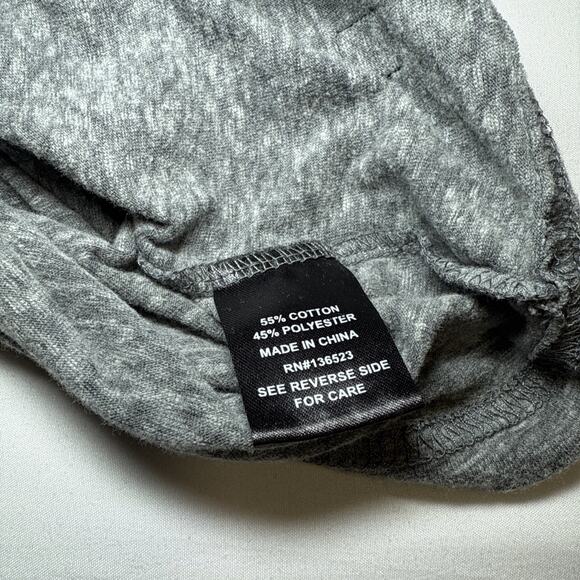 55% COTTON
45% POLYESTER
MADE IN CHINA
RN#136523
SEE REVERSE SIDE
FOR CARE